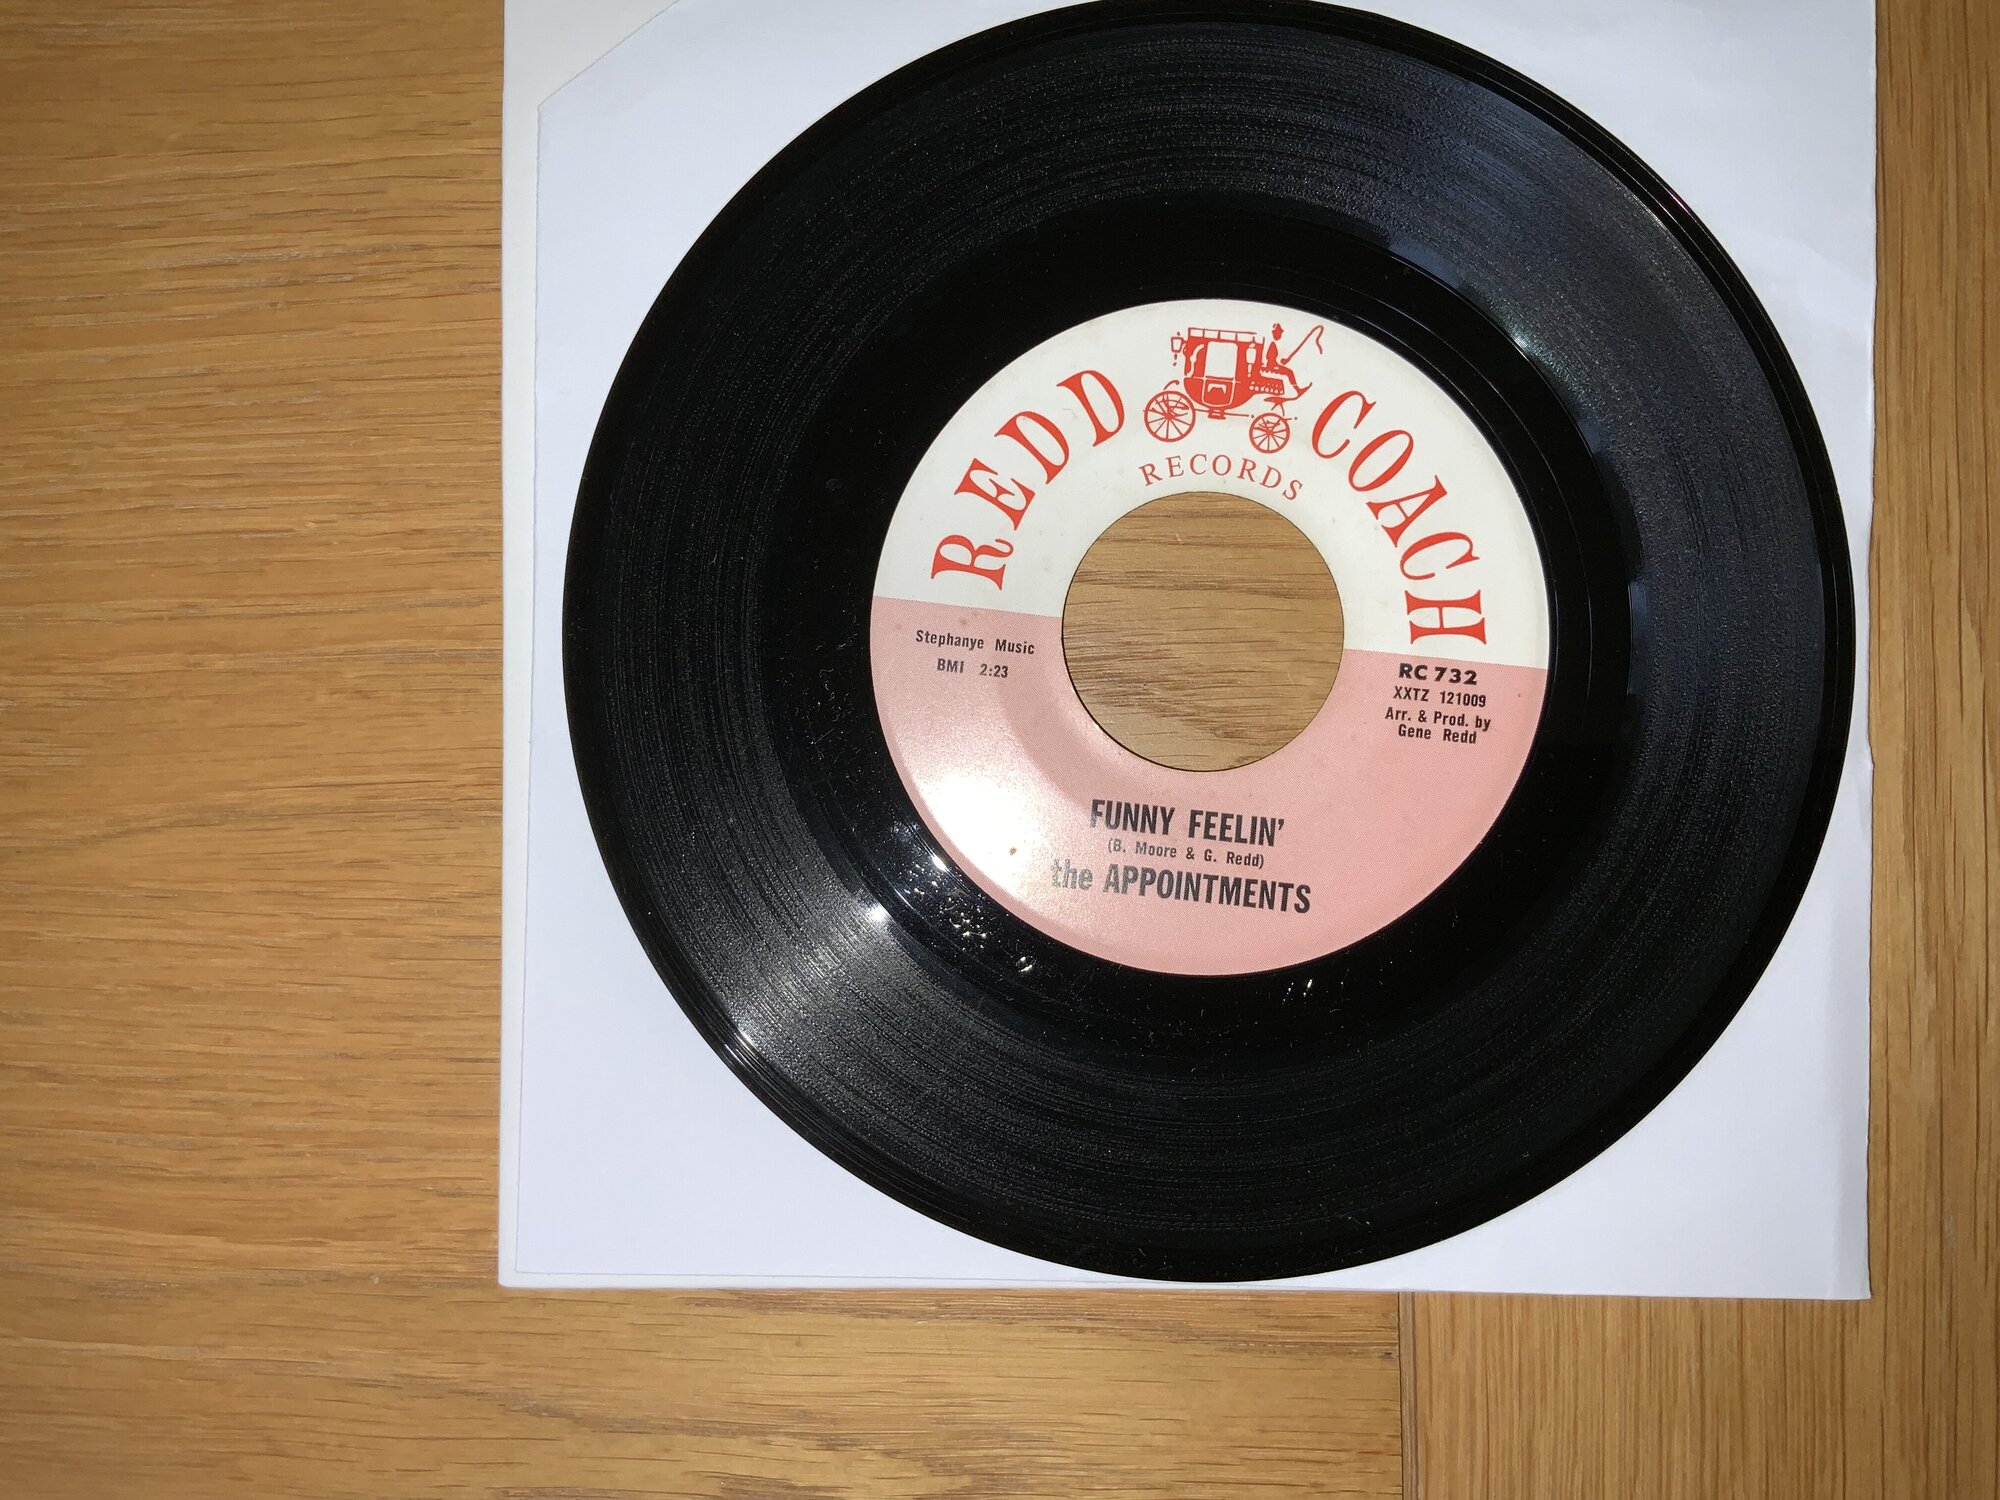 REDD COACH
RECORDS
Stephanye Music
BMI 2:23
RC 732
XXTZ 121009
Arr. & Prod. by
Gene Redd
FUNNY FEELIN'
(B. Moore & G. Redd)
the APPOINTMENTS